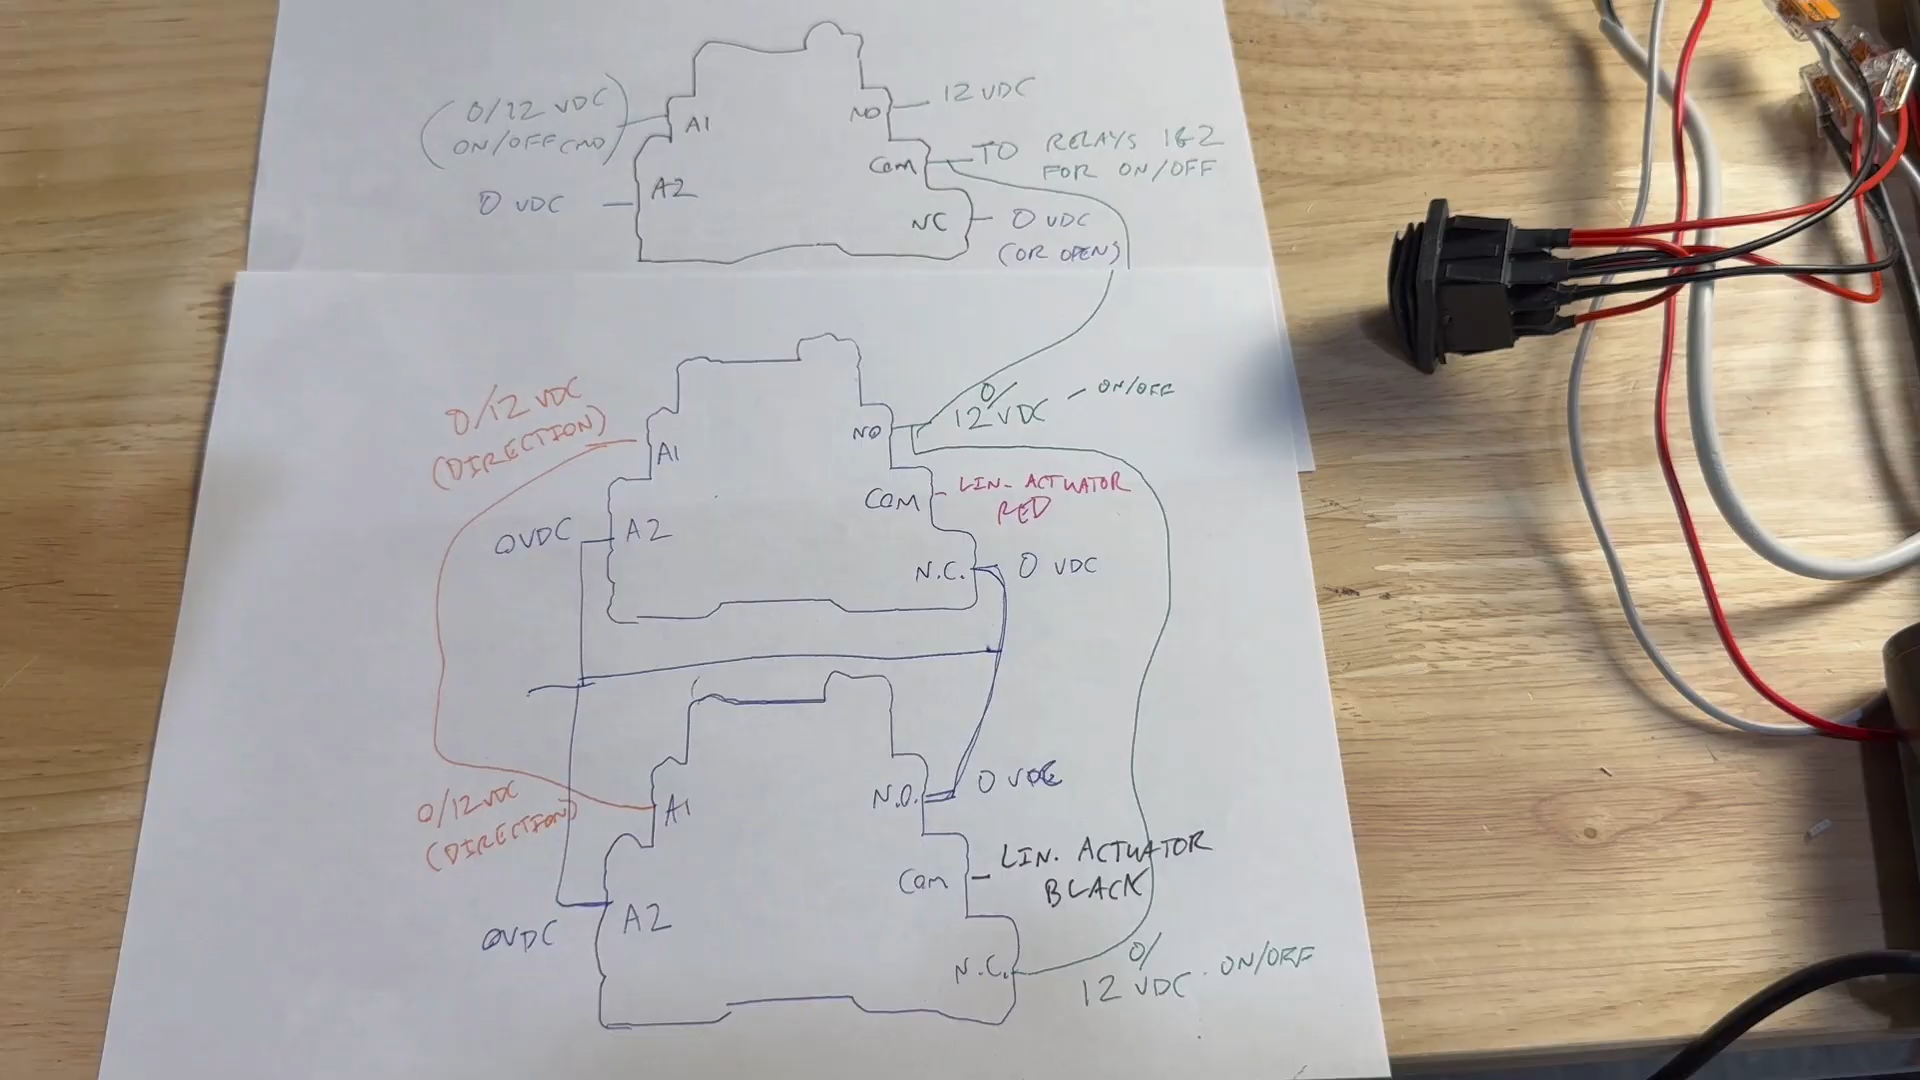 (0/12 VDC
ON/OFF CMD)
A1
0 VDC
A2
NO
12 VDC
Com
TO RELAYS 1&2
FOR ON/OFF
NC
0 VDC
(OR OPEN)
0/12 VDC
(DIRECTION)
A1
0VDC
A2
NO
0/
12 VDC - ON/OFF
Com
LIN. ACTUATOR
RED
N.C.
0 VDC
0/12 VDC
(DIRECTION)
A1
0VDC
A2
N.O.
0 VDC
Com
LIN. ACTUATOR
BLACK
N.C.
0/
12 VDC - ON/OFF